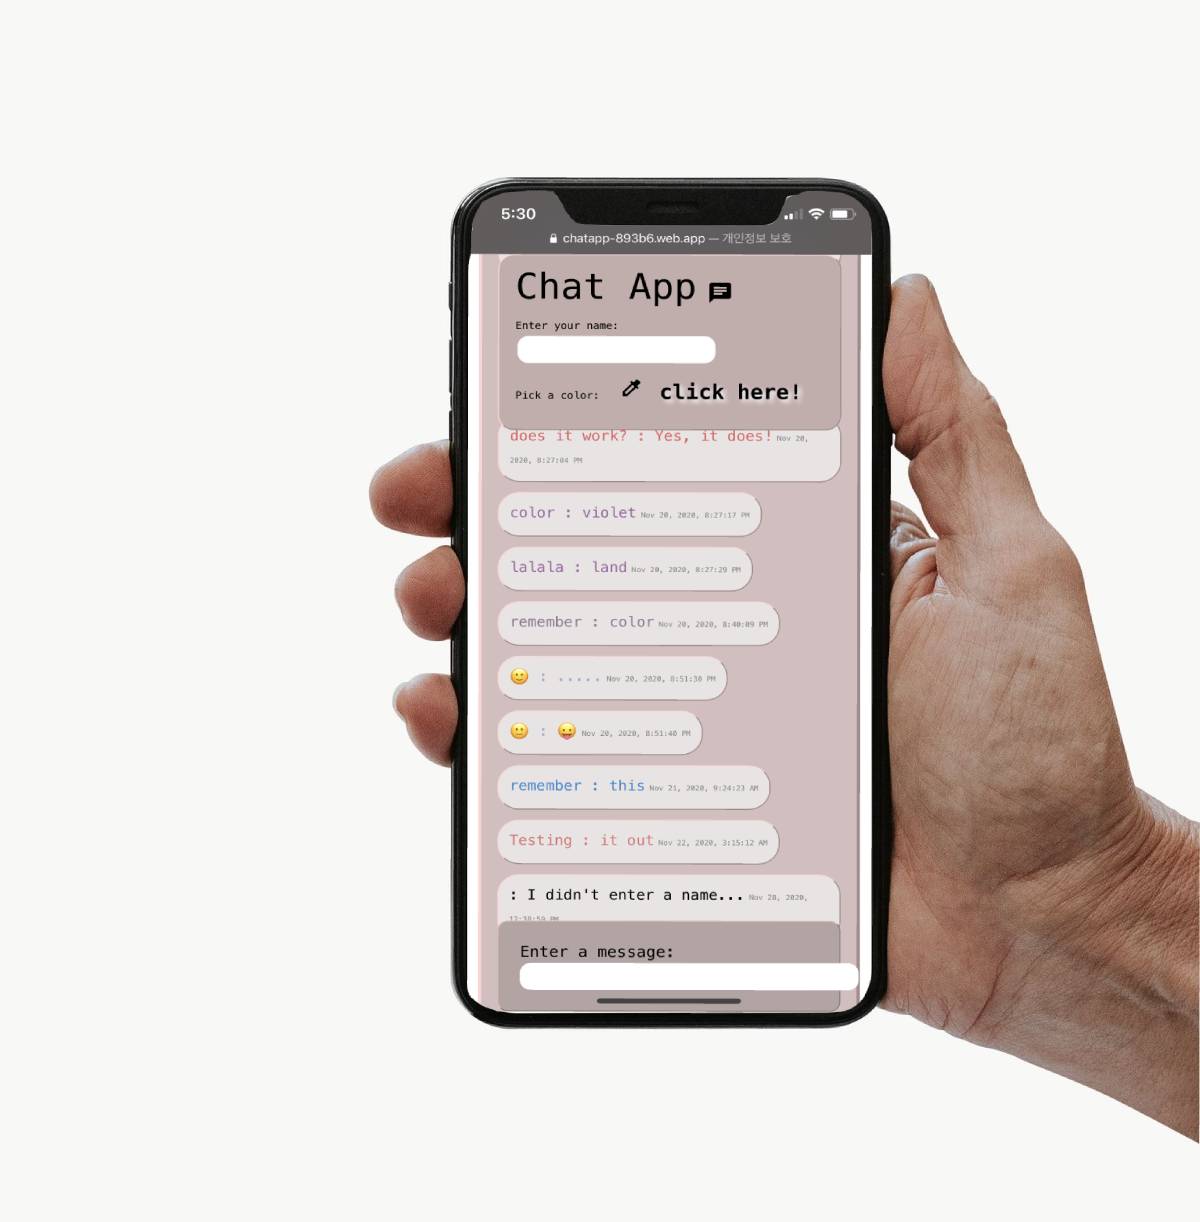 5:30
chatapp-893b6.web.app — 개인정보 보호
Chat App
Enter your name:
Pick a color: click here!
does it work? : Yes, it does! Nov 20,
2020, 8:27:04 PM
color : violet Nov 20, 2020, 8:27:17 PM
lalala : land Nov 20, 2020, 8:27:29 PM
remember : color Nov 20, 2020, 8:40:09 PM
🙂 : ..... Nov 20, 2020, 8:51:30 PM
🙂 : 😛 Nov 20, 2020, 8:51:40 PM
remember : this Nov 21, 2020, 9:24:23 AM
Testing : it out Nov 22, 2020, 3:15:12 AM
: I didn't enter a name... Nov 28, 2020,
Enter a message: